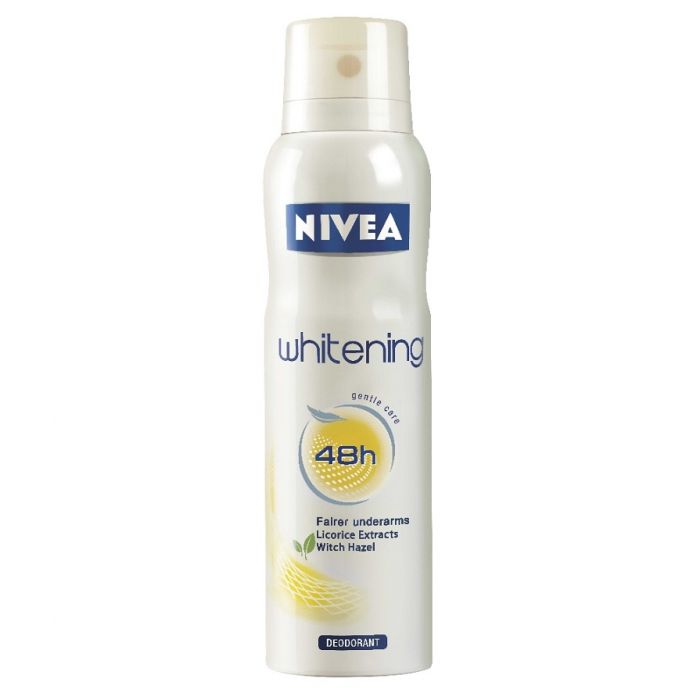 NIVEA
whitening
gentle care
48h
Fairer underarms
Licorice Extracts
Witch Hazel
DEODORANT